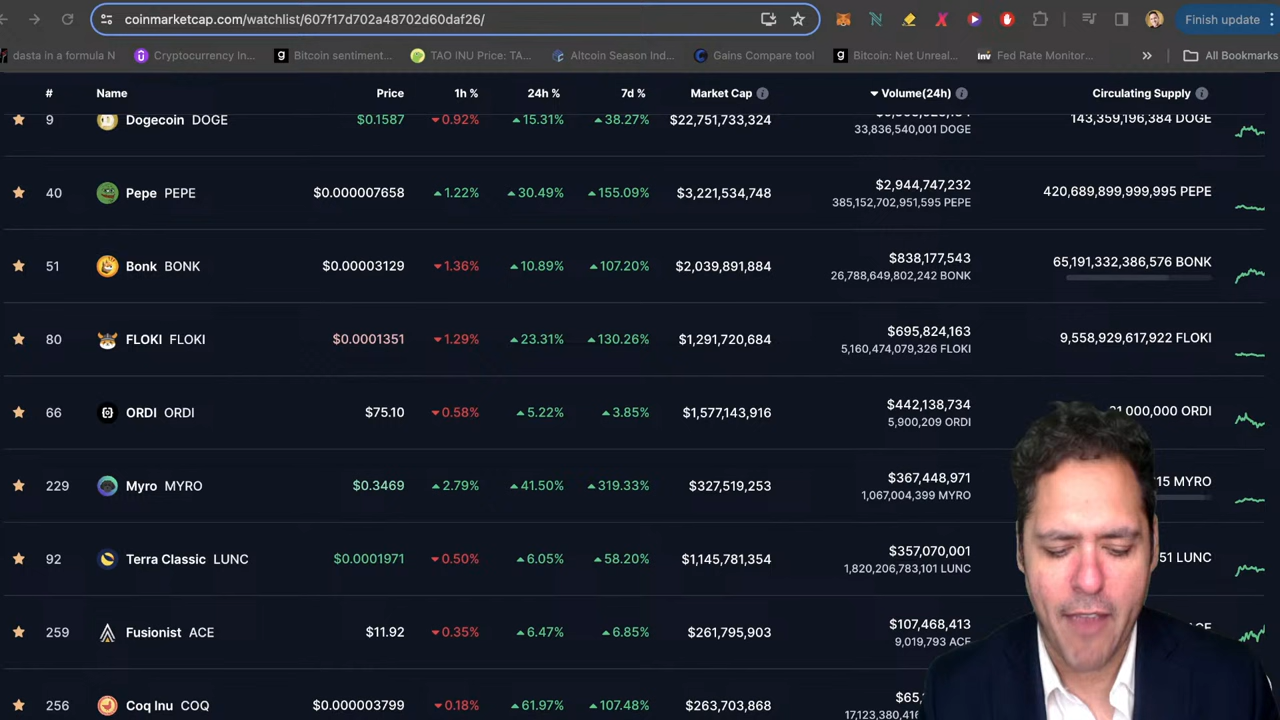 coinmarketcap.com/watchlist/607f17d702a48702d60daf26/
Finish update
dasta in a formula N
Cryptocurrency In...
Bitcoin sentiment...
TAO INU Price: TA...
Altcoin Season Ind...
Gains Compare tool
Bitcoin: Net Unreal...
Inv Fed Rate Monitor...
»
All Bookmarks
# Name Price 1h % 24h % 7d % Market Cap Volume(24h) Circulating Supply
9 Dogecoin DOGE $0.1587 0.92% 15.31% 38.27% $22,751,733,324 143,359,196,384 DOGE
33,836,540,001 DOGE
40 Pepe PEPE $0.000007658 1.22% 30.49% 155.09% $3,221,534,748 $2,944,747,232 420,689,899,999,995 PEPE
385,152,702,951,595 PEPE
51 Bonk BONK $0.00003129 1.36% 10.89% 107.20% $2,039,891,884 $838,177,543 65,191,332,386,576 BONK
26,788,649,802,242 BONK
80 FLOKI FLOKI $0.0001351 1.29% 23.31% 130.26% $1,291,720,684 $695,824,163 9,558,929,617,922 FLOKI
5,160,474,079,326 FLOKI
66 ORDI ORDI $75.10 0.58% 5.22% 3.85% $1,577,143,916 $442,138,734 000,000 ORDI
5,900,209 ORDI
229 Myro MYRO $0.3469 2.79% 41.50% 319.33% $327,519,253 $367,448,971 15 MYRO
1,067,004,399 MYRO
92 Terra Classic LUNC $0.0001971 0.50% 6.05% 58.20% $1,145,781,354 $357,070,001 51 LUNC
1,820,206,783,101 LUNC
259 Fusionist ACE $11.92 0.35% 6.47% 6.85% $261,795,903 $107,468,413 ACE
9,019,793 ACE
256 Coq Inu COQ $0.000003799 0.18% 61.97% 107.48% $263,703,868 $65,
17,123,380,416